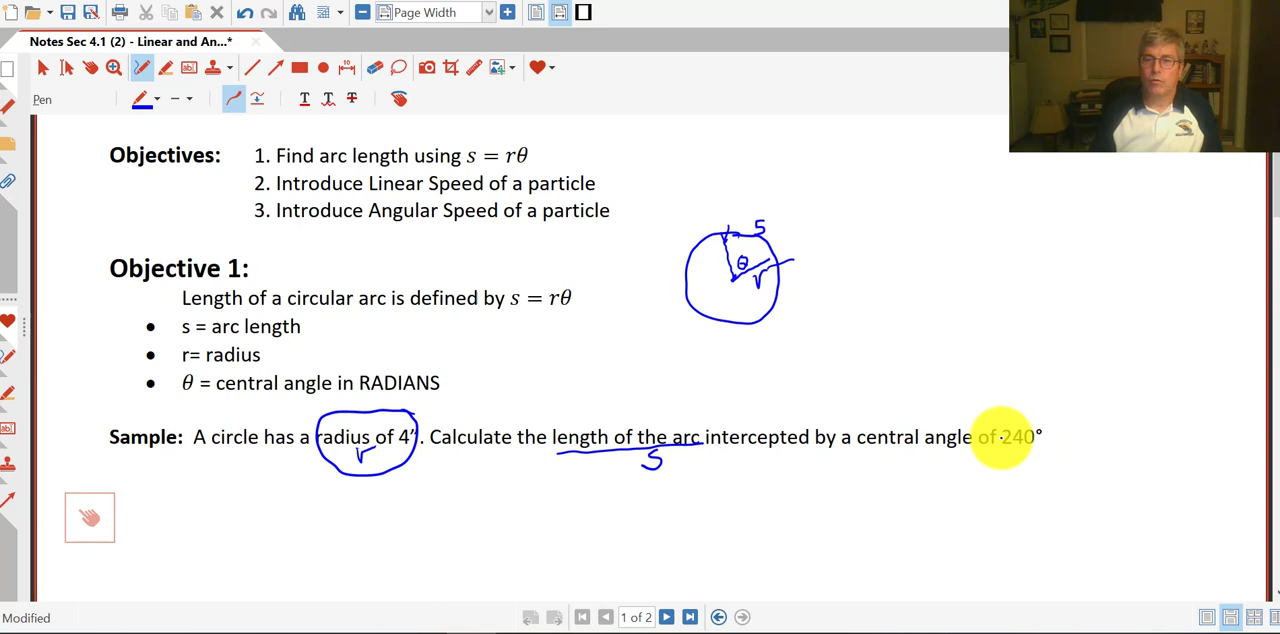 Page Width
Notes Sec 4.1 (2) - Linear and An...*
Pen
Objectives: 1. Find arc length using s = rθ
2. Introduce Linear Speed of a particle
3. Introduce Angular Speed of a particle
s
θ
r
Objective 1:
Length of a circular arc is defined by s = rθ
• s = arc length
• r= radius
• θ = central angle in RADIANS
Sample: A circle has a radius of 4". Calculate the length of the arc intercepted by a central angle of 240°
r
s
Modified
1 of 2